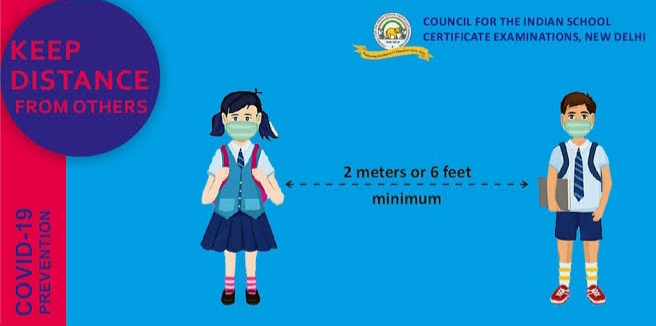 KEEP
DISTANCE
FROM OTHERS
COUNCIL FOR THE INDIAN SCHOOL
CERTIFICATE EXAMINATIONS, NEW DELHI
2 meters or 6 feet
minimum
COVID-19
PREVENTION